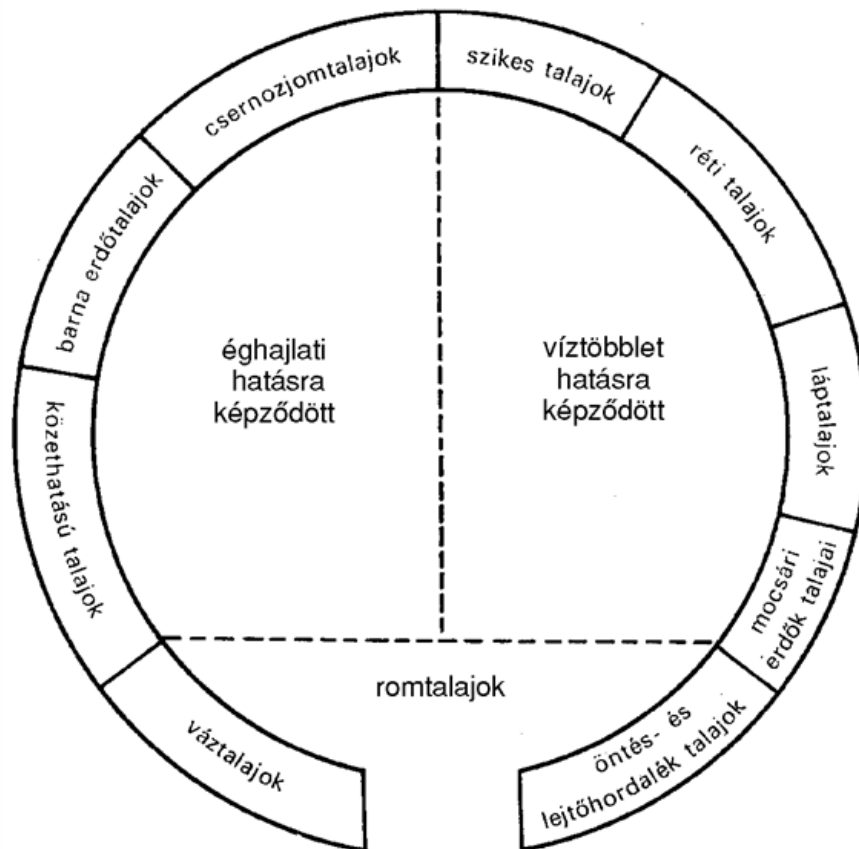 csernozjomtalajok
szikes talajok
réti talajok
barna erdőtalajok
éghajlati
hatásra
képződött
víztöbblet
hatásra
képződött
láptalajok
közethatású talajok
mocsári
erdők talajai
romtalajok
váztalajok
öntés- és
lejtőhordalék talajok